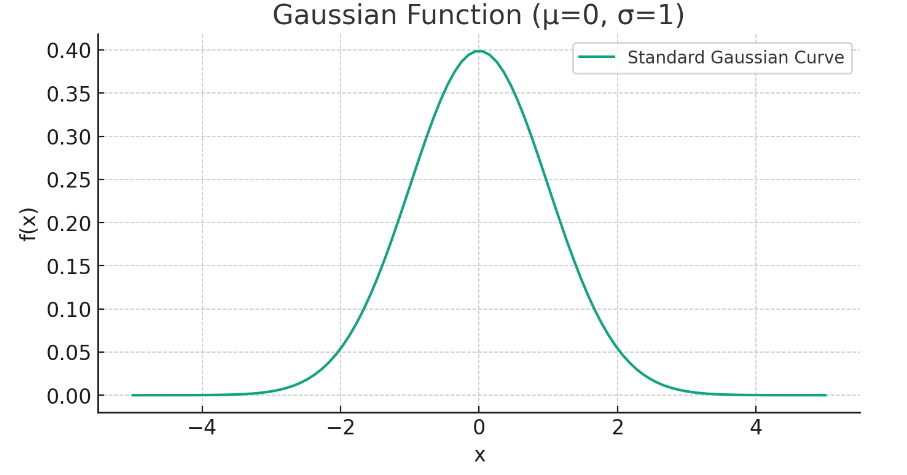 Gaussian Function (μ=0, σ=1)
Standard Gaussian Curve
f(x)
0.40
0.35
0.30
0.25
0.20
0.15
0.10
0.05
0.00
−4 −2 0 2 4
x